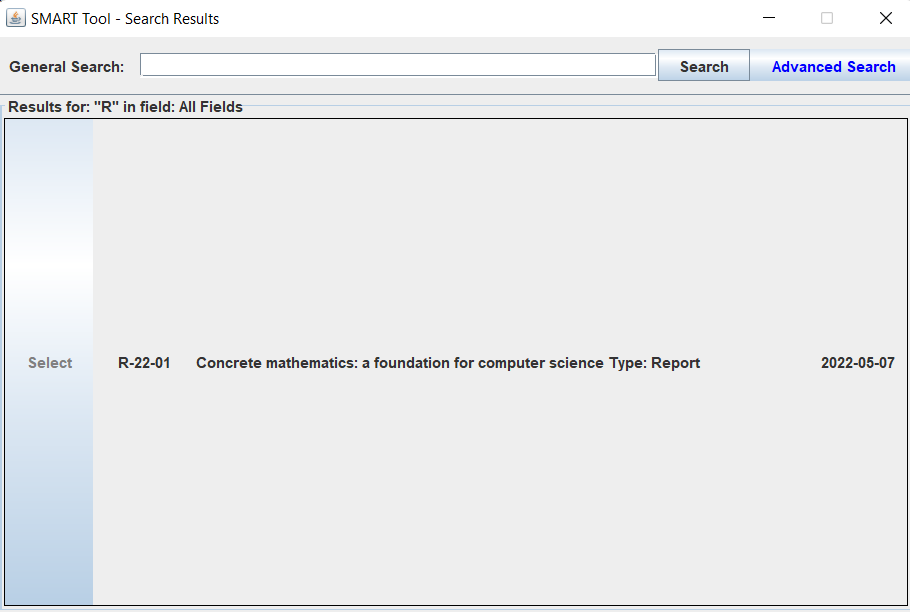 SMART Tool - Search Results
General Search: Search Advanced Search
Results for: "R" in field: All Fields
Select R-22-01 Concrete mathematics: a foundation for computer science Type: Report 2022-05-07